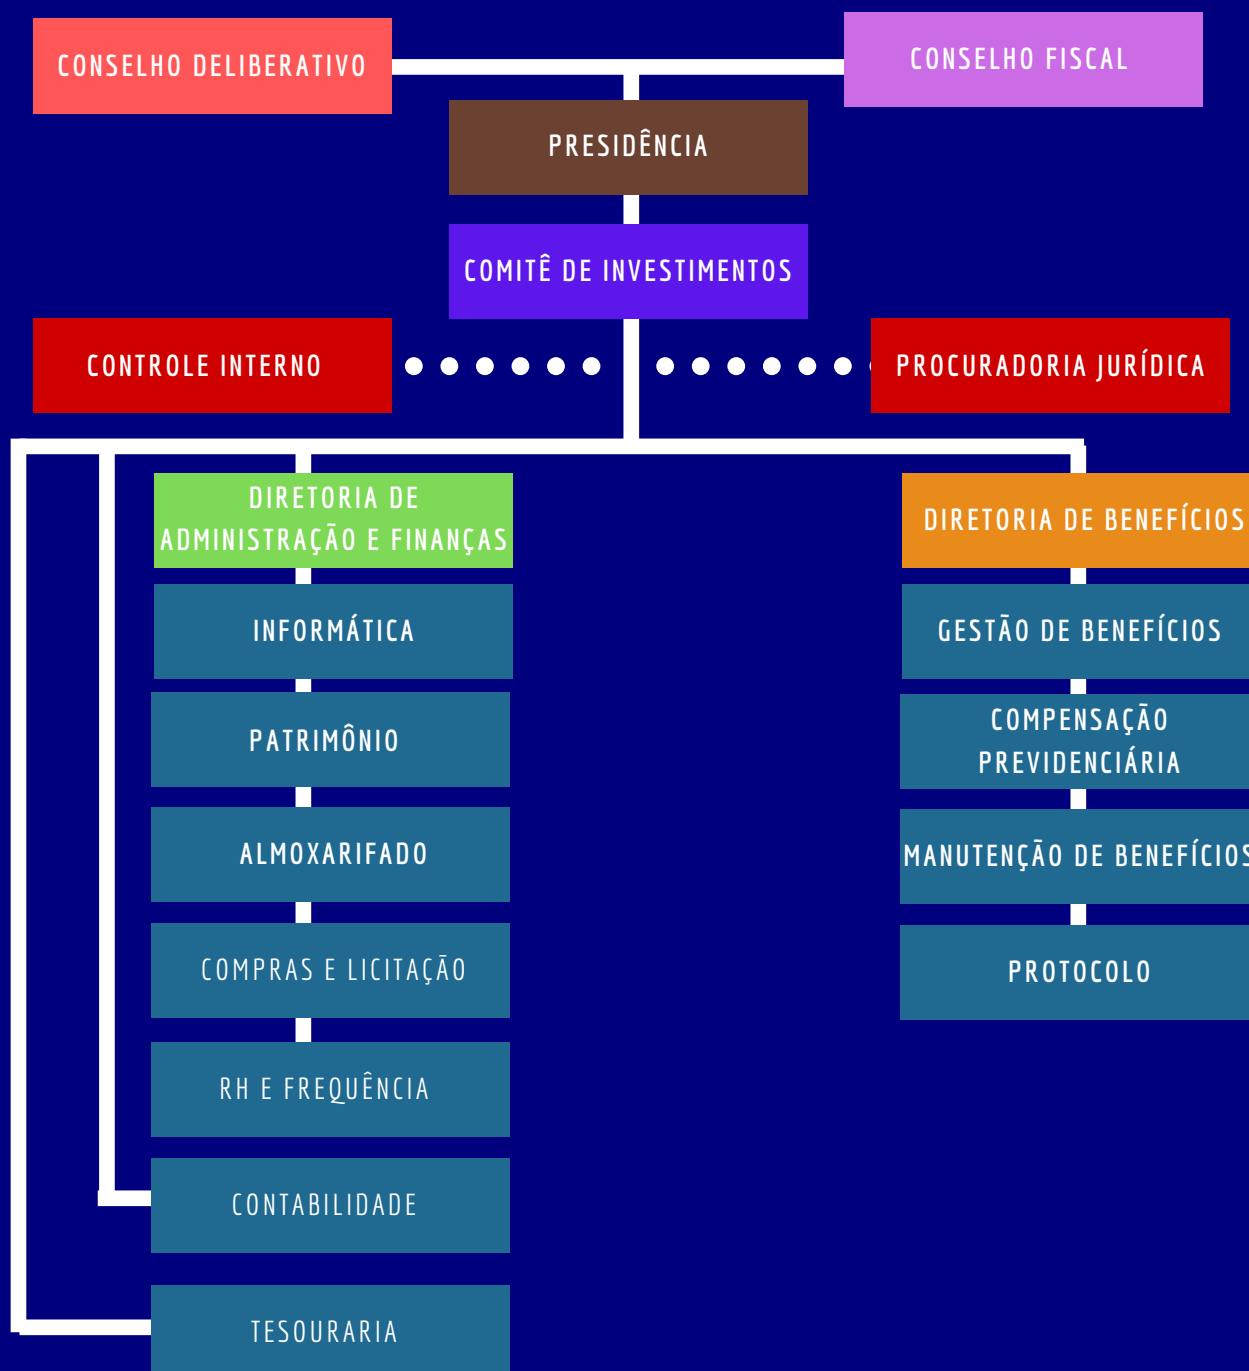 CONSELHO DELIBERATIVO
CONSELHO FISCAL
PRESIDÊNCIA
COMITÊ DE INVESTIMENTOS
CONTROLE INTERNO
PROCURADORIA JURÍDICA
DIRETORIA DE
ADMINISTRAÇÃO E FINANÇAS
INFORMÁTICA
PATRIMÔNIO
ALMOXARIFADO
COMPRAS E LICITAÇÃO
RH E FREQUÊNCIA
CONTABILIDADE
TESOURARIA
DIRETORIA DE BENEFÍCIOS
GESTÃO DE BENEFÍCIOS
COMPENSAÇÃO
PREVIDENCIÁRIA
MANUTENÇÃO DE BENEFÍCIOS
PROTOCOLO